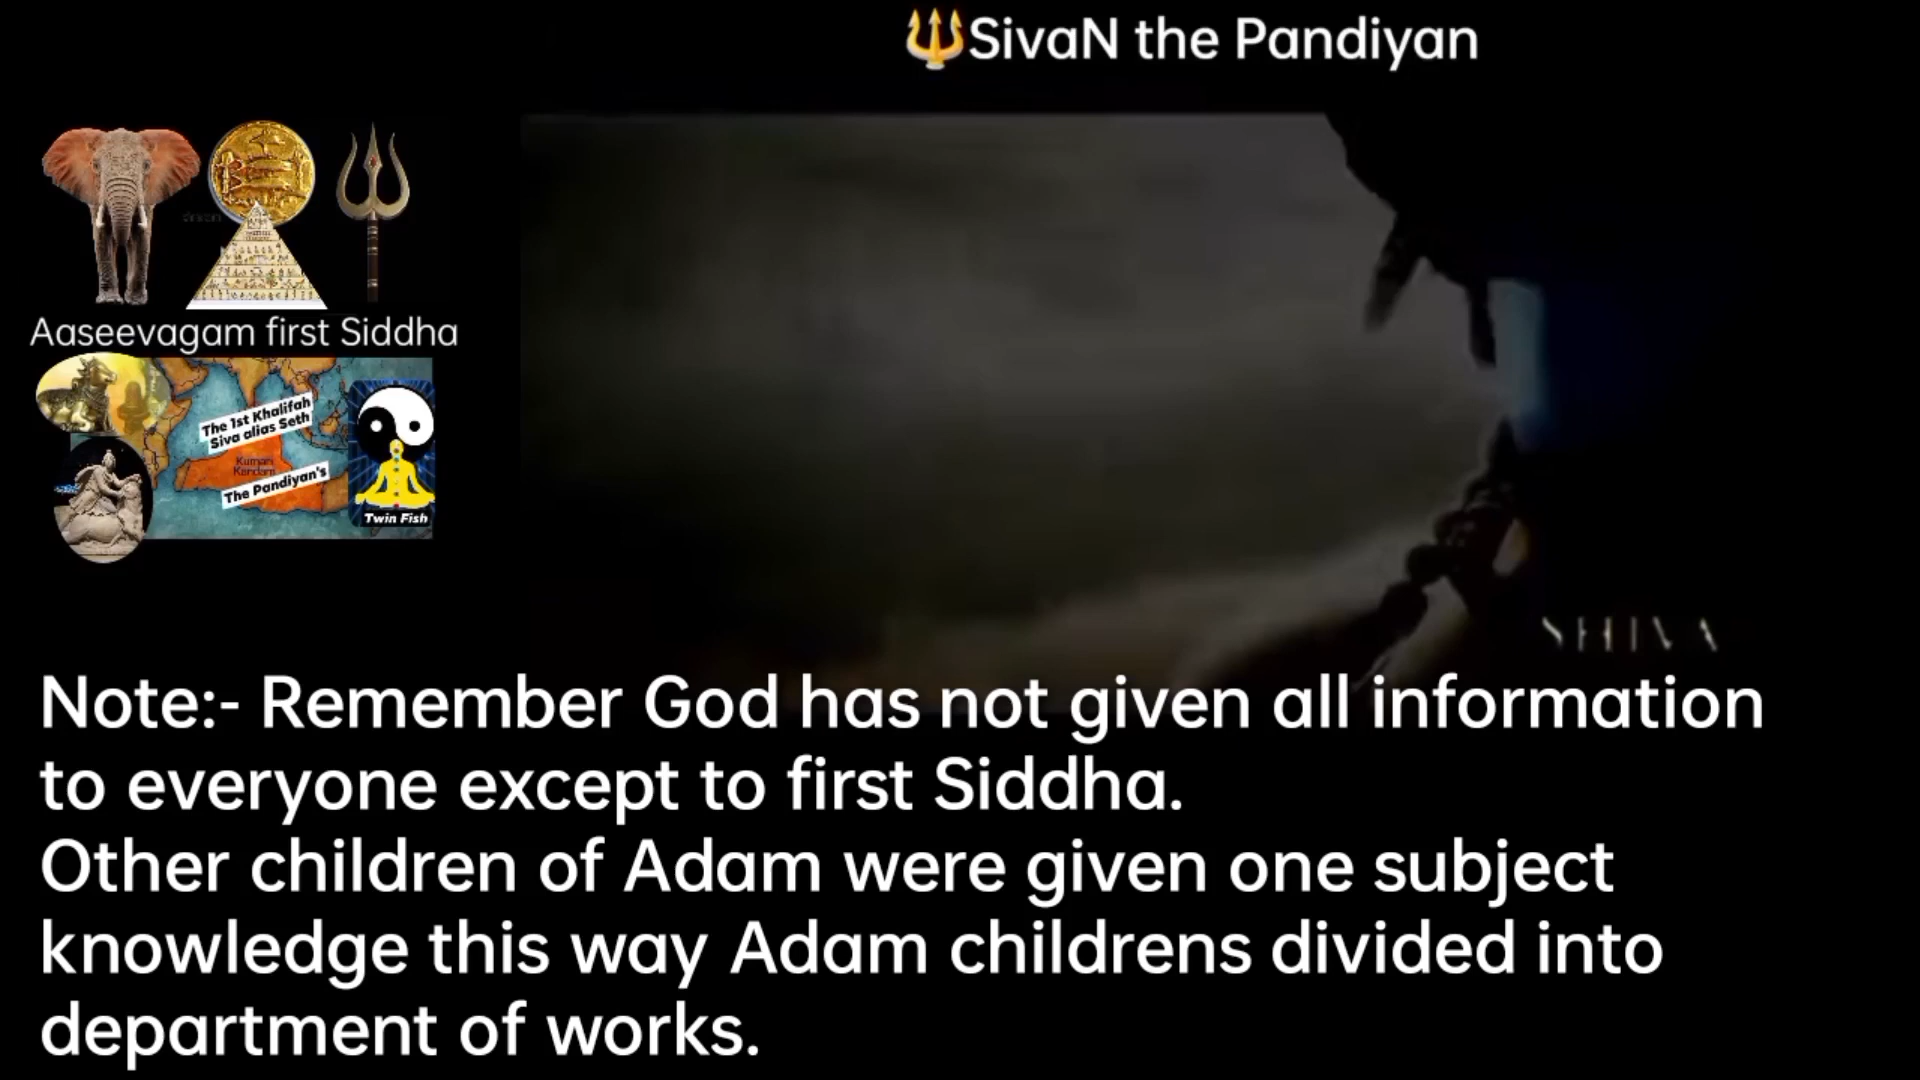 🔱SivaN the Pandiyan
Aaseevagam first Siddha
The 1st Khalifah
Siva alias Seth
Kumari
Kandam
The Pandiyan's
Twin Fish
SHIVA
Note:- Remember God has not given all information
to everyone except to first Siddha.
Other children of Adam were given one subject
knowledge this way Adam childrens divided into
department of works.